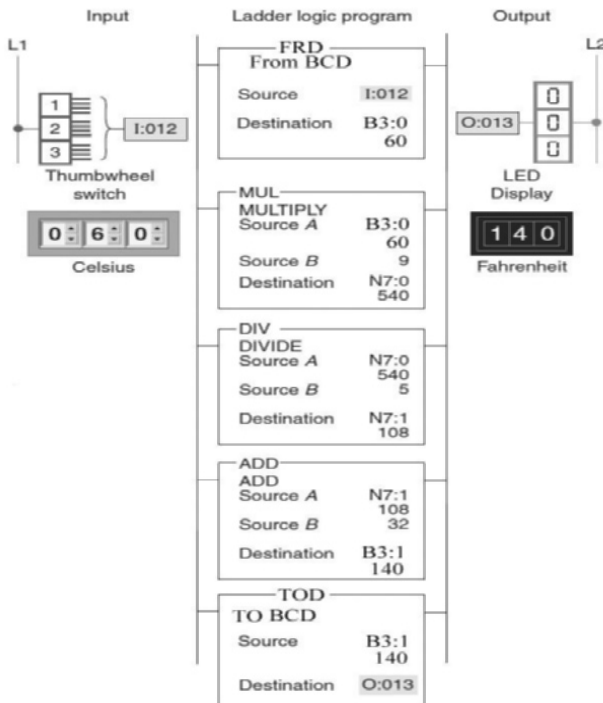 Input
Ladder logic program
Output
L1
L2
1
2
3
I:012
Thumbwheel
switch
0 6 0
Celsius
FRD
From BCD
Source I:012
Destination B3:0
60
MUL
MULTIPLY
Source A B3:0
60
Source B 9
Destination N7:0
540
DIV
DIVIDE
Source A N7:0
540
Source B 5
Destination N7:1
108
ADD
ADD
Source A N7:1
108
Source B 32
Destination B3:1
140
TOD
TO BCD
Source B3:1
140
Destination O:013
O:013
0
0
0
LED
Display
1 4 0
Fahrenheit